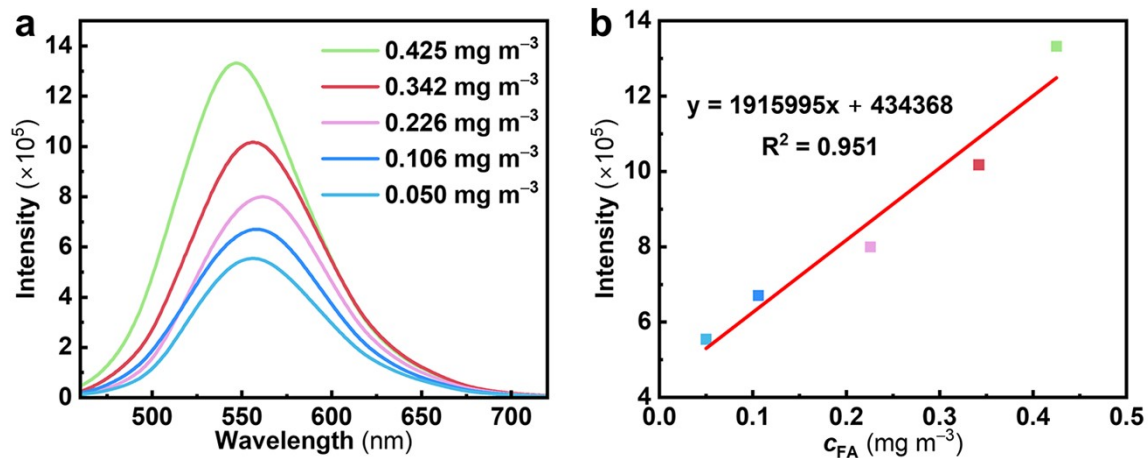 a
14
12
10
8
6
4
2
0
Intensity (×10⁵)
0.425 mg m⁻³
0.342 mg m⁻³
0.226 mg m⁻³
0.106 mg m⁻³
0.050 mg m⁻³
500 550 600 650 700
Wavelength (nm)
b
14
12
10
8
6
4
Intensity (×10⁵)
y = 1915995x + 434368
R² = 0.951
0.0 0.1 0.2 0.3 0.4 0.5
c_FA (mg m⁻³)